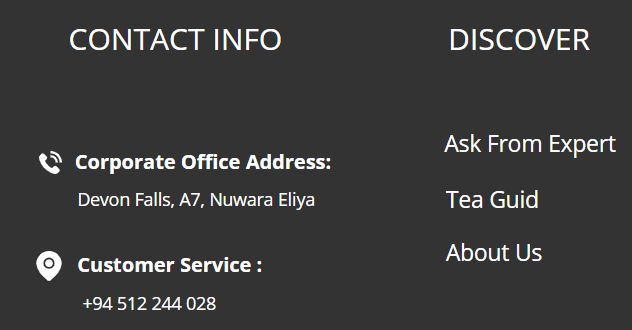 CONTACT INFO
Corporate Office Address:
Devon Falls, A7, Nuwara Eliya
Customer Service :
+94 512 244 028
DISCOVER
Ask From Expert
Tea Guid
About Us